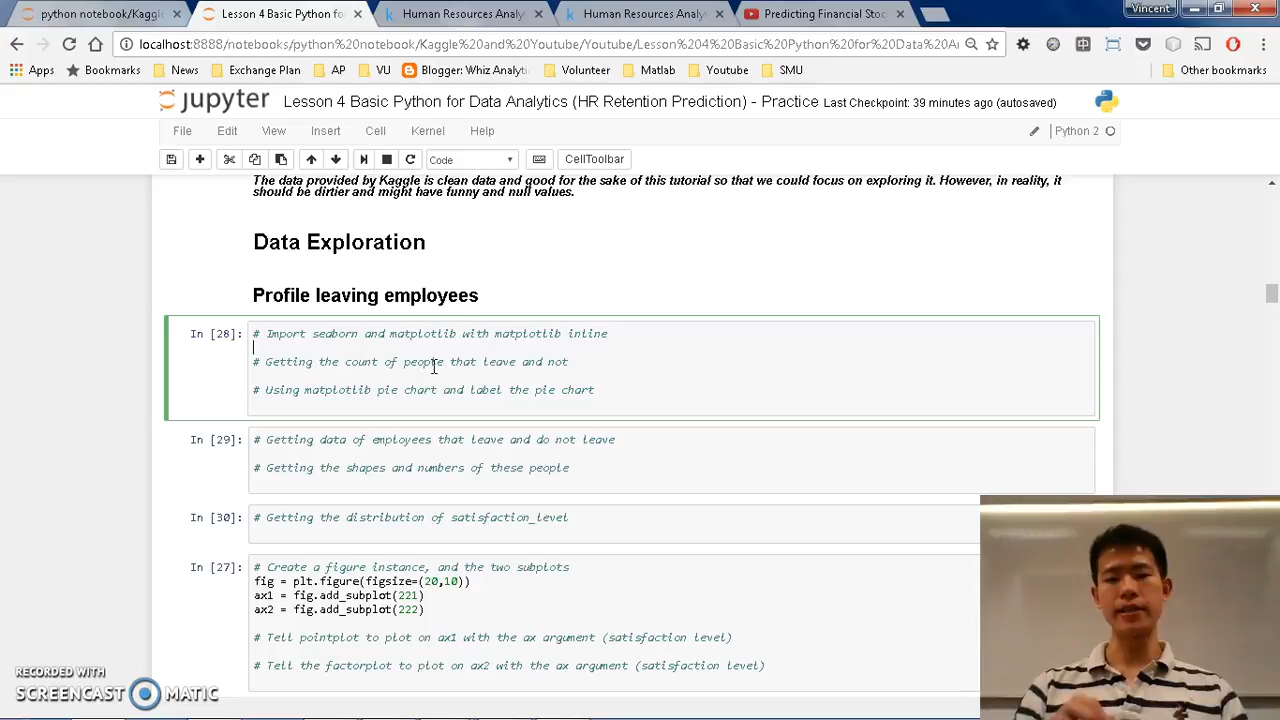 python notebook/Kaggle
Lesson 4 Basic Python for
Human Resources Analy
Human Resources Analy
Predicting Financial S
Vincent
localhost:8888/notebooks/python%20notebook/Kaggle%20and%20Youtube/Youtube/Lesson%204%20Basic%20Python%20for%20Data%20A
Apps
Bookmarks
News
Exchange Plan
AP
VU
Blogger: Whiz Analytic
Volunteer
Matlab
Youtube
SMU
Other bookmarks
jupyter
Lesson 4 Basic Python for Data Analytics (HR Retention Prediction) - Practice
checkpoint: 39 minutes ago (autosaved)
File
Edit
View
Insert
Cell
Kernel
Help
Python 2
Code
CellToolbar
The data provided by Kaggle is clean data and good for the sake of this tutorial so that we could focus on exploring it. However, in reality, it
should be dirtier and might have funny and null values.
Data Exploration
Profile leaving employees
In [28]:
# Import seaborn and matplotlib with matplotlib inline
# Getting the count of people that leave and not
# Using matplotlib pie chart and label the pie chart
In [29]:
# Getting data of employees that leave and do not leave
# Getting the shapes and numbers of these people
In [30]:
# Getting the distribution of satisfaction_level
In [27]:
# Create a figure instance, and the two subplots
fig = plt.figure(figsize=(20,10))
ax1 = fig.add_subplot(221)
ax2 = fig.add_subplot(222)
# Tell pointplot to plot on ax1 with the ax argument (satisfaction level)
# Tell the factorplot to plot on ax2 with the ax argument (satisfaction level)
RECORDED WITH
SCREENCAST MATIC